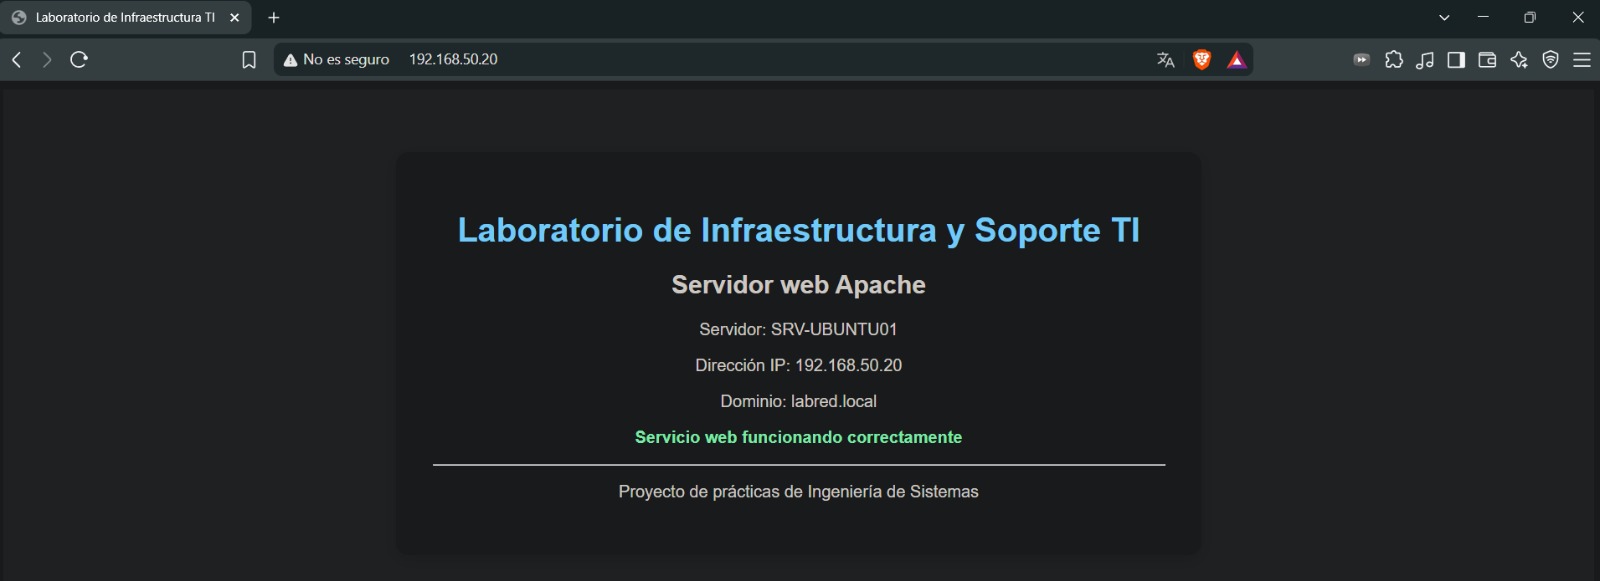 Laboratorio de Infraestructura TI
No es seguro 192.168.50.20
Laboratorio de Infraestructura y Soporte TI
Servidor web Apache
Servidor: SRV-UBUNTU01
Dirección IP: 192.168.50.20
Dominio: labred.local
Servicio web funcionando correctamente
Proyecto de prácticas de Ingeniería de Sistemas